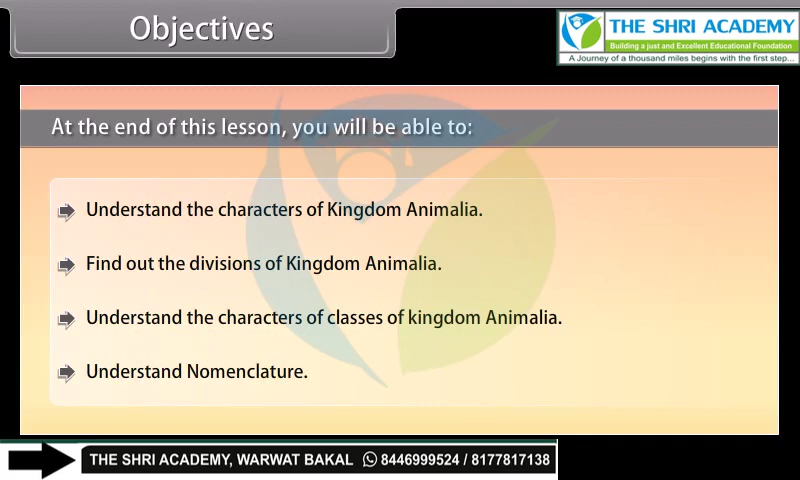 Objectives
THE SHRI ACADEMY
Building a just and Excellent Educational Foundation
A Journey of a thousand miles begins with the first step...
At the end of this lesson, you will be able to:
Understand the characters of Kingdom Animalia.
Find out the divisions of Kingdom Animalia.
Understand the characters of classes of kingdom Animalia.
Understand Nomenclature.
THE SHRI ACADEMY, WARWAT BAKAL 8446999524 / 8177817138